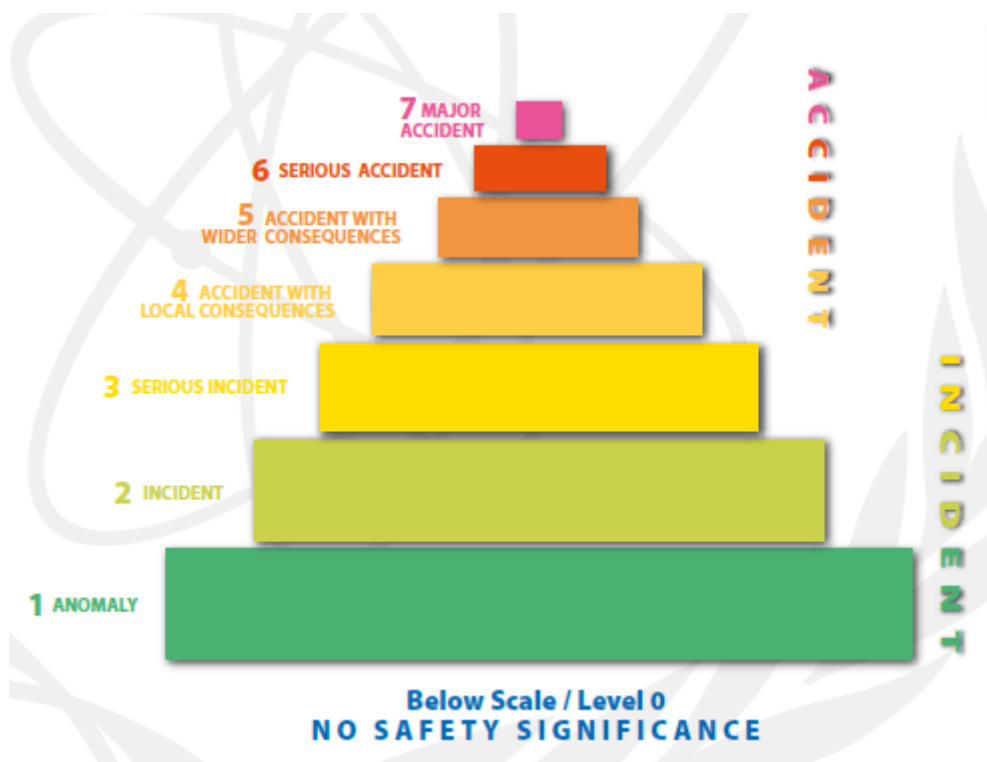 7 MAJOR
ACCIDENT
6 SERIOUS ACCIDENT
5 ACCIDENT WITH
WIDER CONSEQUENCES
4 ACCIDENT WITH
LOCAL CONSEQUENCES
3 SERIOUS INCIDENT
2 INCIDENT
1 ANOMALY
ACCiDENT
INCIDENT
Below Scale / Level 0
NO SAFETY SIGNIFICANCE